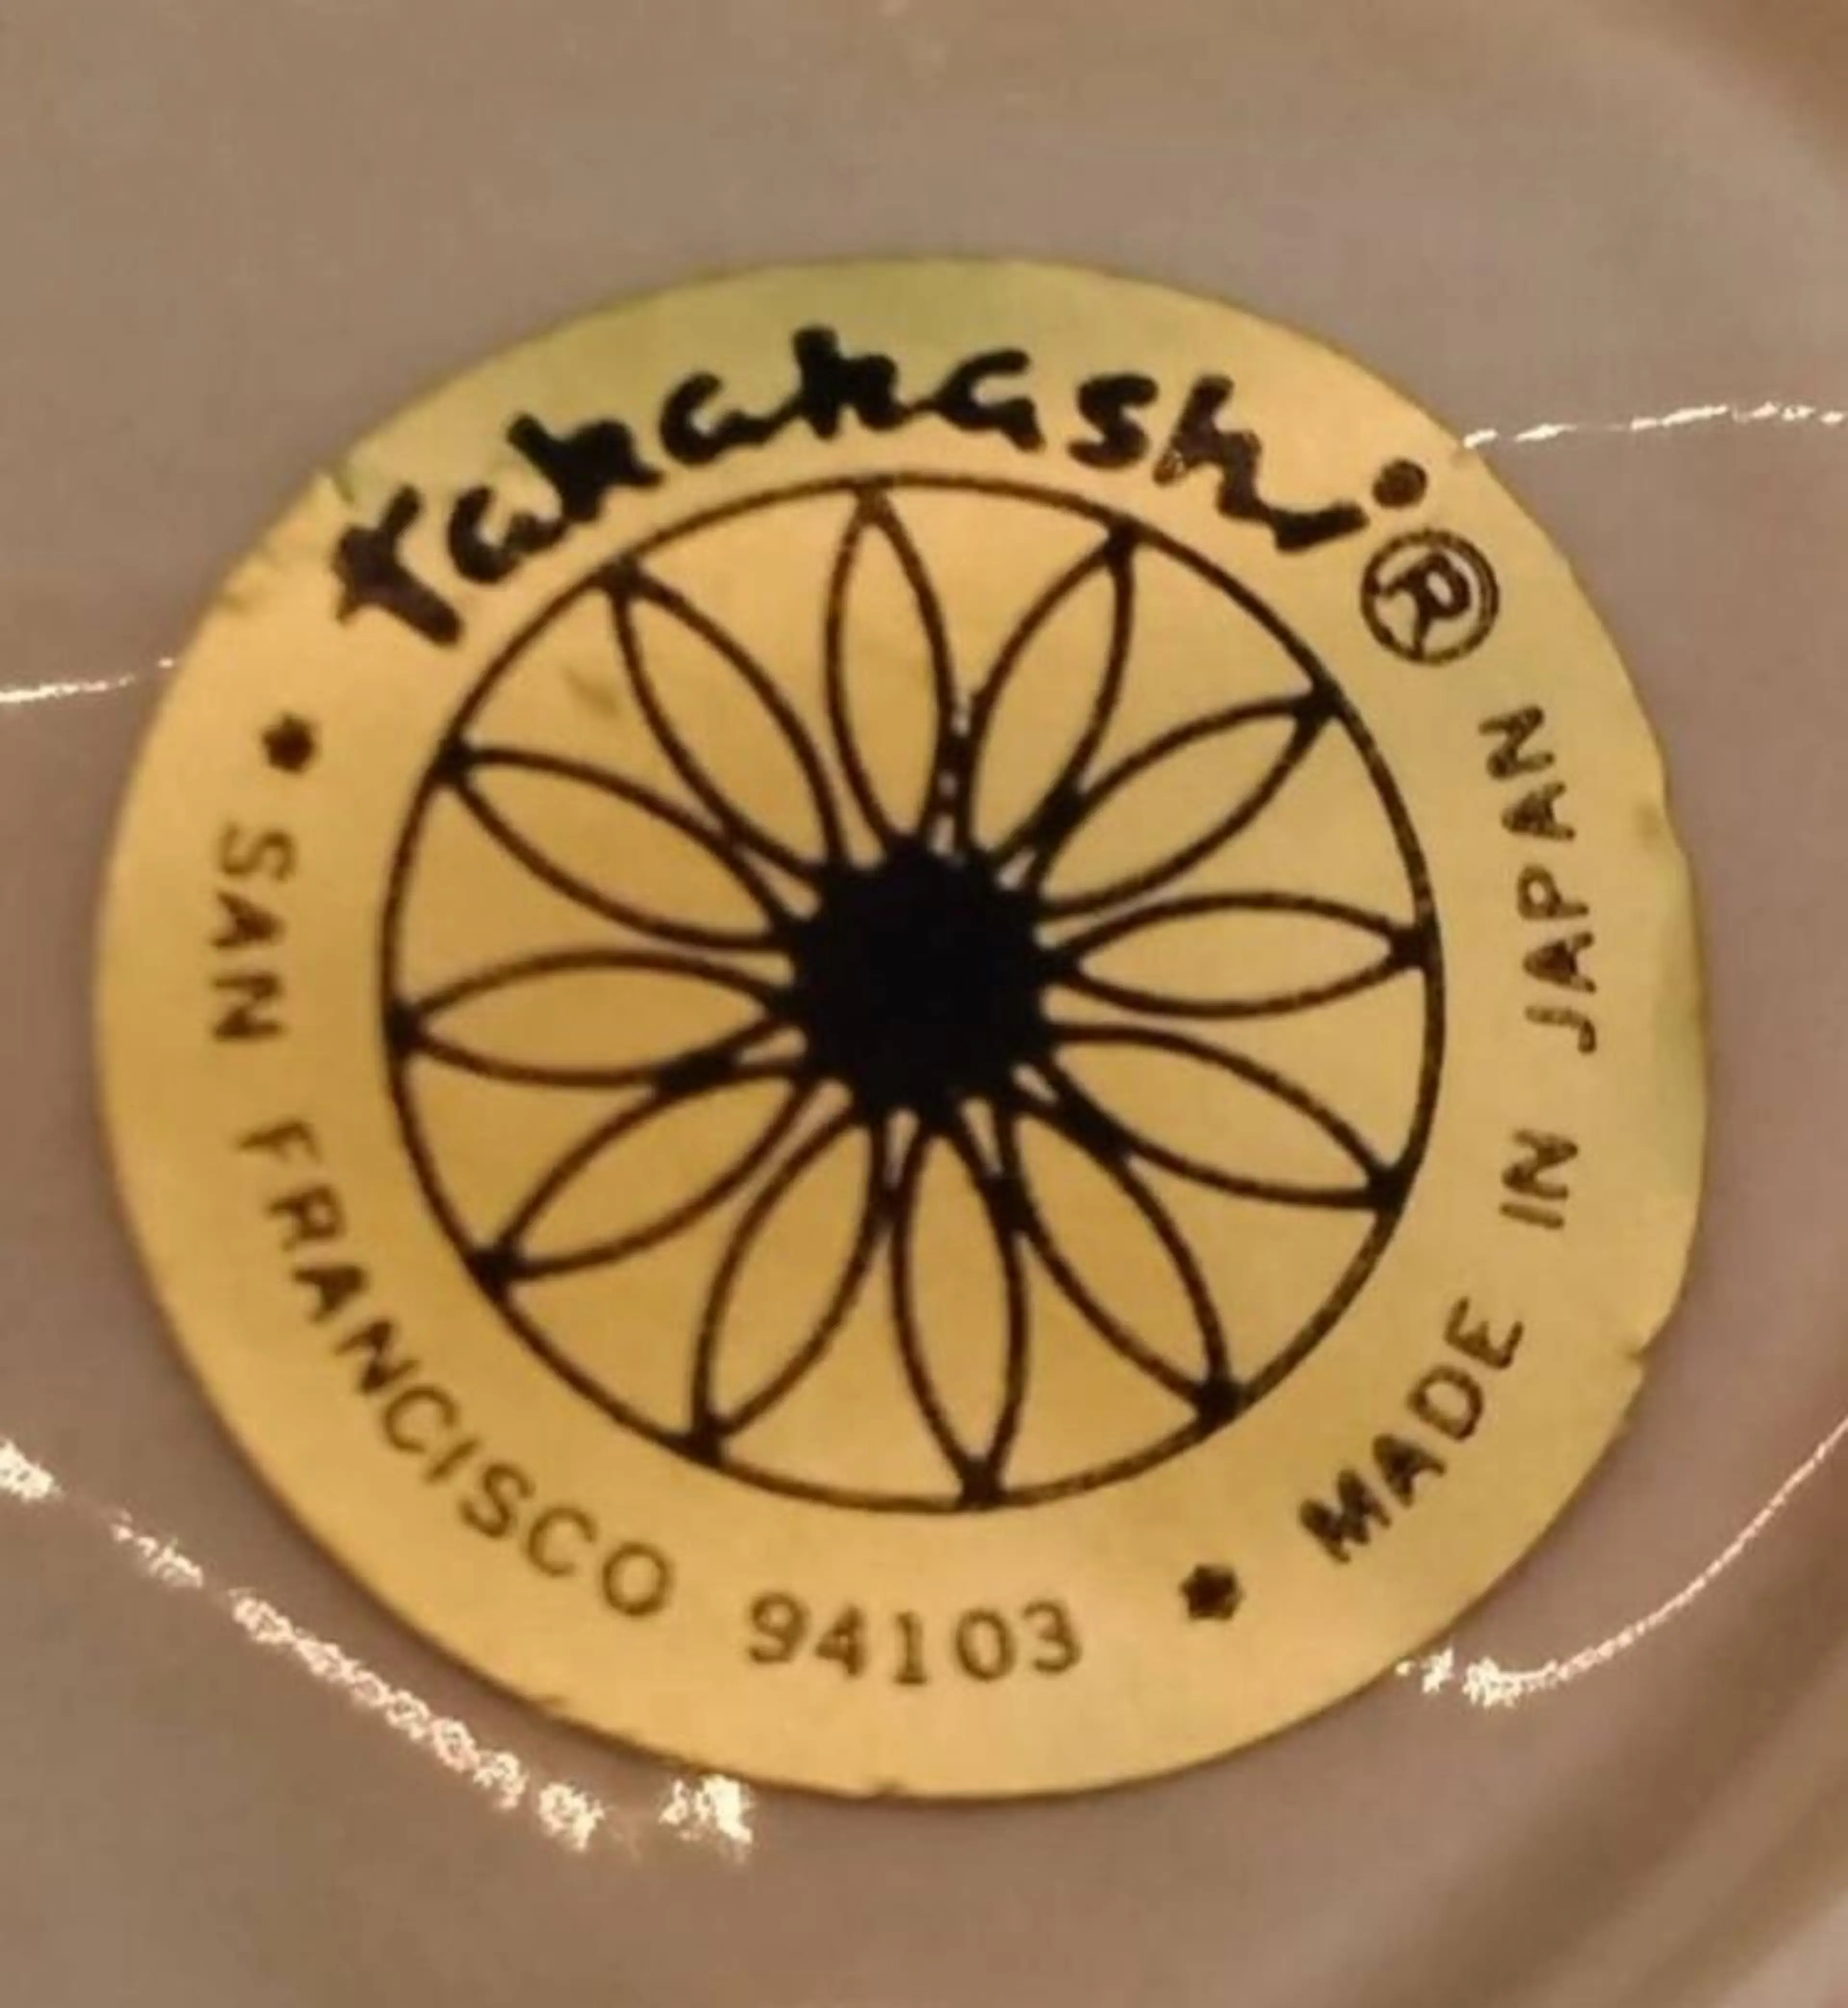 Takahashi®
* SAN FRANCISCO 94103 *
MADE IN JAPAN